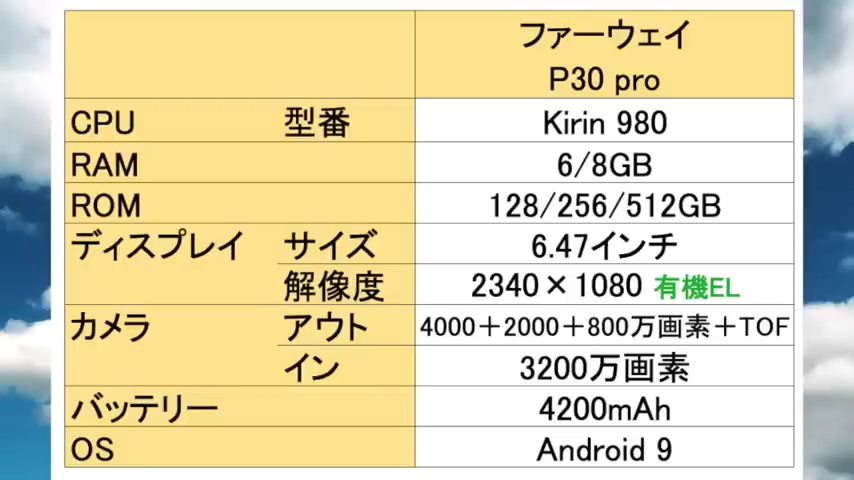 ファーウェイ
P30 pro
CPU 型番 Kirin 980
RAM 6/8GB
ROM 128/256/512GB
ディスプレイ サイズ 6.47インチ
解像度 2340×1080 有機EL
カメラ アウト 4000+2000+800万画素+TOF
イン 3200万画素
バッテリー 4200mAh
OS Android 9